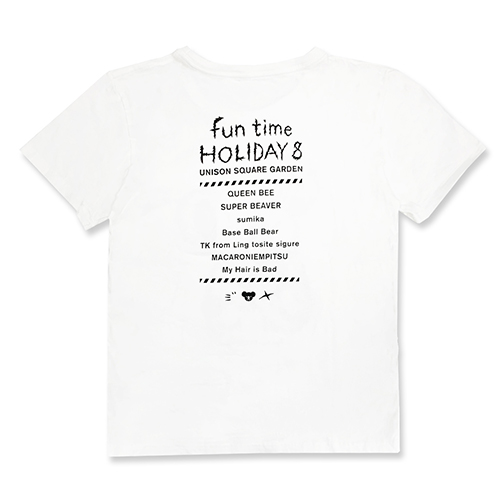 fun time
HOLIDAY 8
UNISON SQUARE GARDEN
QUEEN BEE
SUPER BEAVER
sumika
Base Ball Bear
TK from Ling tosite sigure
MACARONIEMPITSU
My Hair is Bad